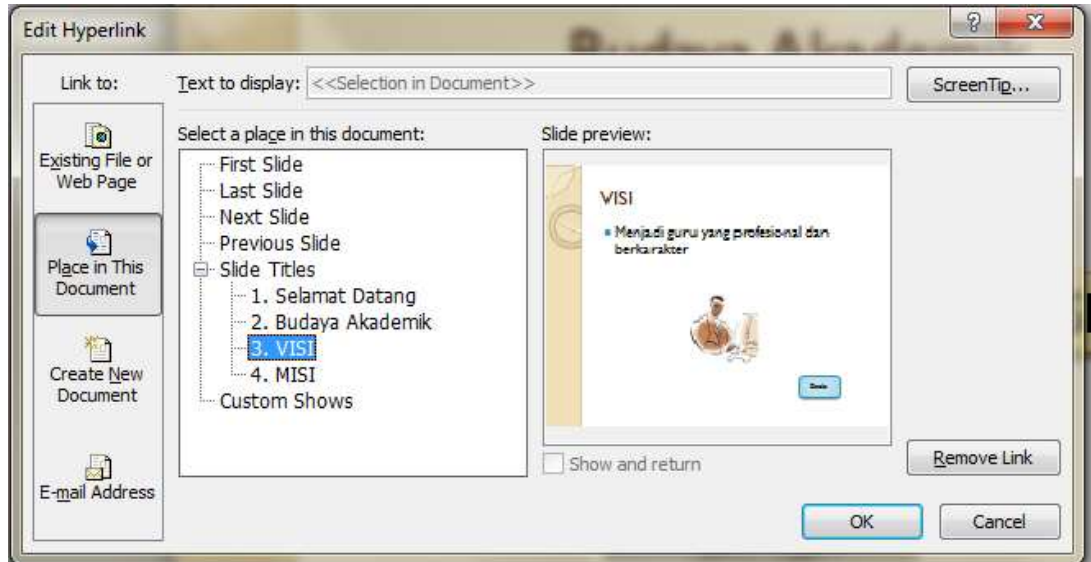 Edit Hyperlink
Budaya Akademik
Link to:
Text to display: <<Selection in Document>>
ScreenTip...
Existing File or
Web Page
Place in This
Document
Create New
Document
E-mail Address
Select a place in this document:
First Slide
Last Slide
Next Slide
Previous Slide
Slide Titles
1. Selamat Datang
2. Budaya Akademik
3. VISI
4. MISI
Custom Shows
Slide preview:
VISI
Menjadi guru yang profesional dan
berkarakter
Show and return
Remove Link
OK
Cancel